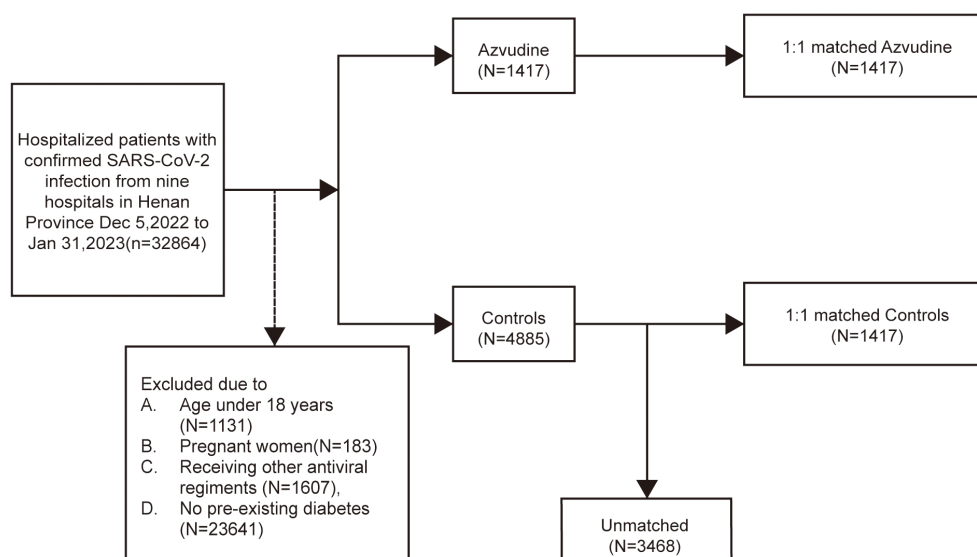 Hospitalized patients with
confirmed SARS-CoV-2
infection from nine
hospitals in Henan
Province Dec 5,2022 to
Jan 31,2023(n=32864)
Azvudine
(N=1417)
1:1 matched Azvudine
(N=1417)
Controls
(N=4885)
1:1 matched Controls
(N=1417)
Excluded due to
A. Age under 18 years
(N=1131)
B. Pregnant women(N=183)
C. Receiving other antiviral
regiments (N=1607),
D. No pre-existing diabetes
(N=23641)
Unmatched
(N=3468)